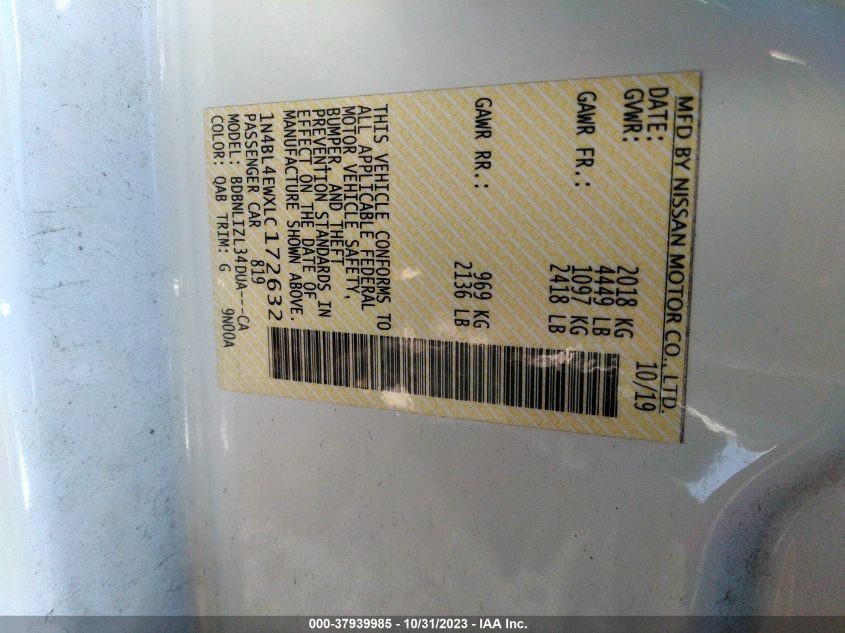 MFD BY NISSAN MOTOR CO., LTD.
DATE: 10/19
GVWR: 2018 KG
4449 LB
GAWR FR.: 1097 KG
2418 LB
GAWR RR.: 969 KG
2136 LB
THIS VEHICLE CONFORMS TO
ALL APPLICABLE FEDERAL
MOTOR VEHICLE SAFETY,
BUMPER, AND THEFT
PREVENTION STANDARDS IN
EFFECT ON THE DATE OF
MANUFACTURE SHOWN ABOVE.
1N4BL4EWXLC172632
PASSENGER CAR 819
MODEL: BDBNLIZL34DUA---CA
COLOR: QAB TRIM: G 9N00A
000-37939985 - 10/31/2023 - IAA Inc.